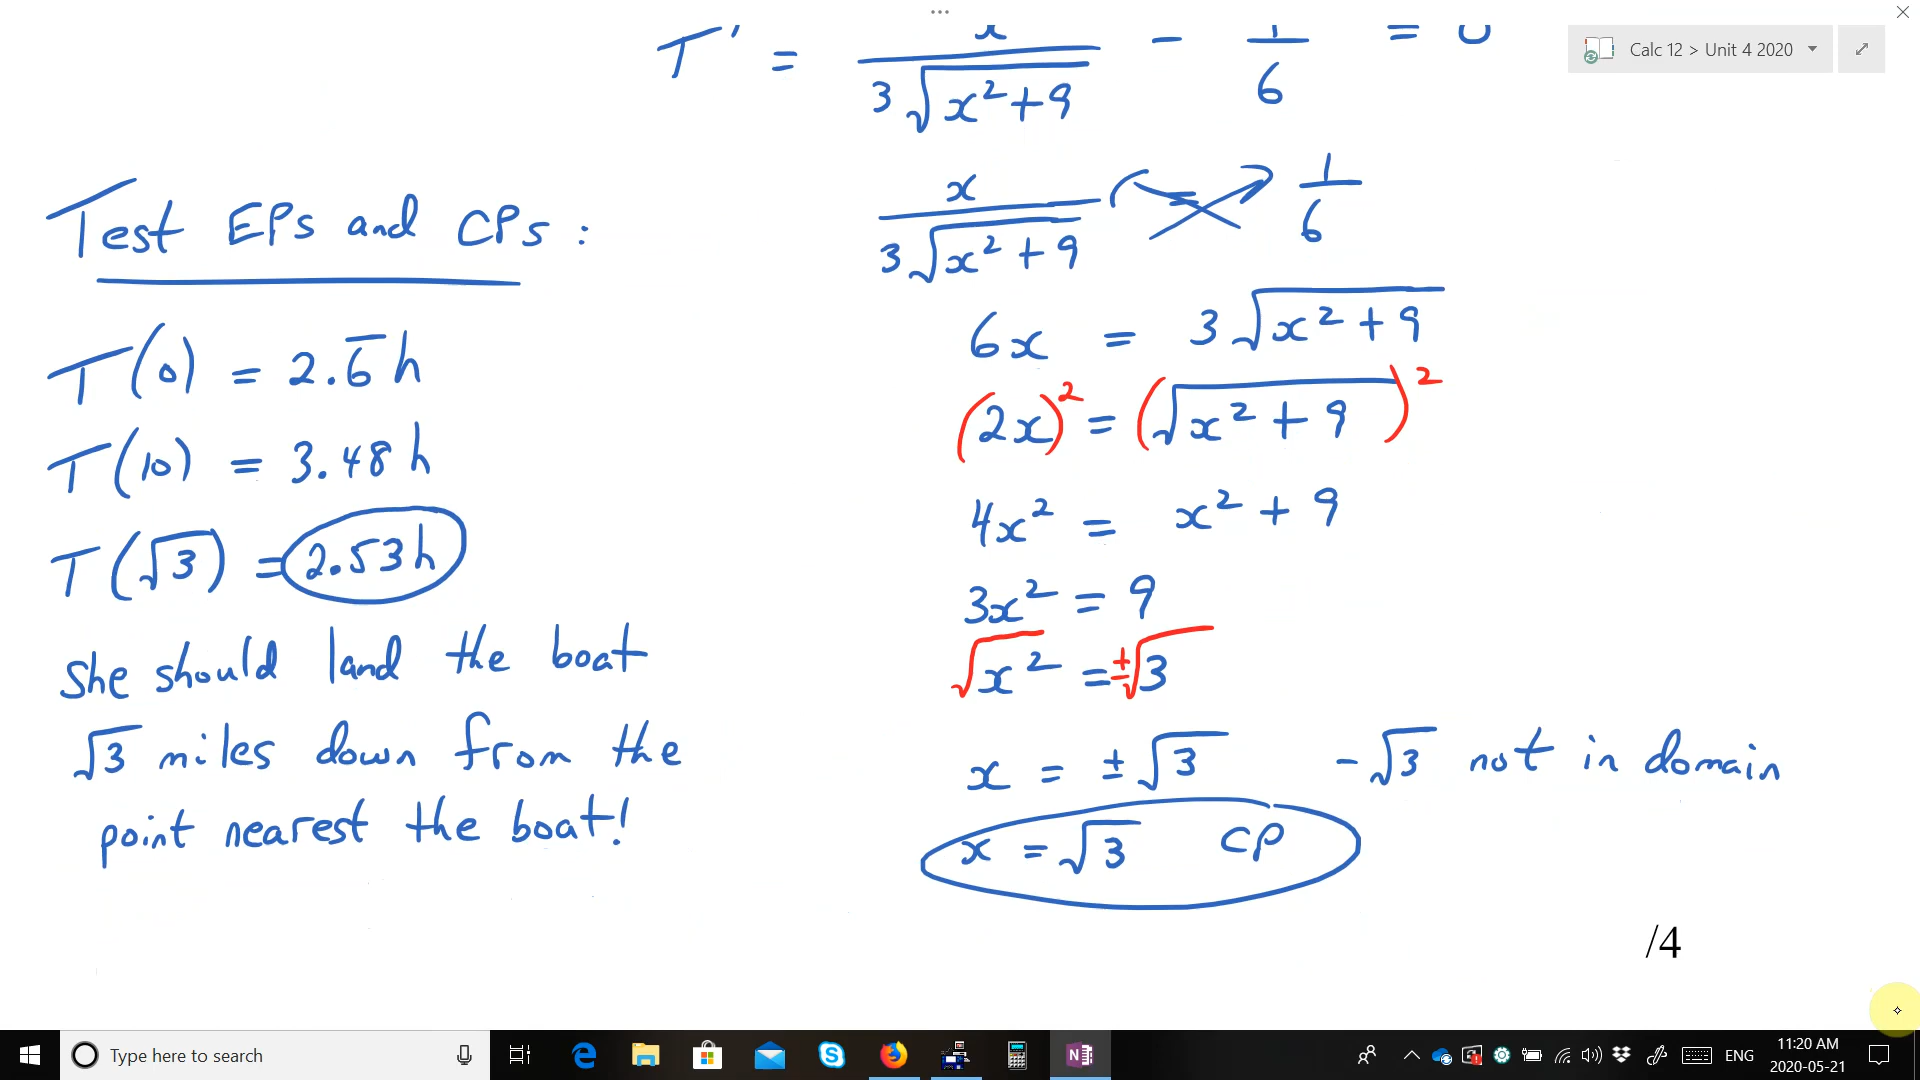 T' = x / 3√x²+9 - 1/6 = 0
Calc 12 > Unit 4 2020
x / 3√x²+9 = 1/6
Test EPs and CPs :
6x = 3√x²+9
T(0) = 2.6̅ h
(2x)² = (√x²+9)²
T(10) = 3.48 h
4x² = x² + 9
T(√3) = 2.53 h
3x² = 9
She should land the boat
√x² = ±√3
√3 miles down from the
x = ±√3 -√3 not in domain
point nearest the boat!
x = √3 CP
/4
Type here to search
ENG
11:20 AM
2020-05-21